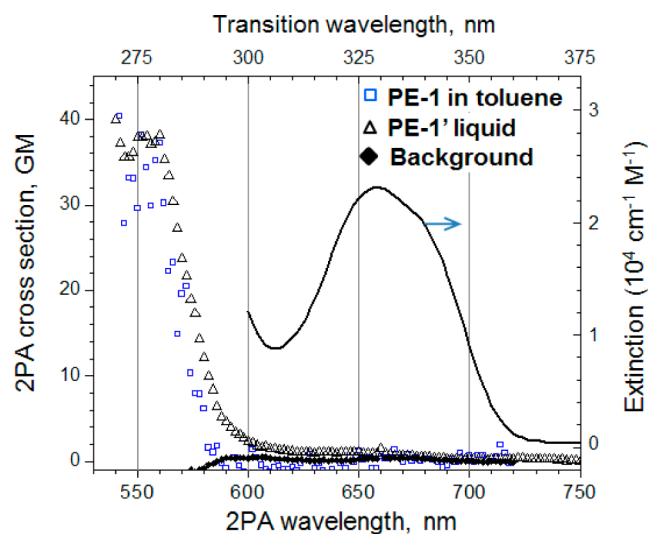 Transition wavelength, nm
275 300 325 350 375
PE-1 in toluene
PE-1' liquid
Background
2PA cross section, GM
40
30
20
10
0
Extinction (10⁴ cm⁻¹ M⁻¹)
3
2
1
0
550 600 650 700 750
2PA wavelength, nm